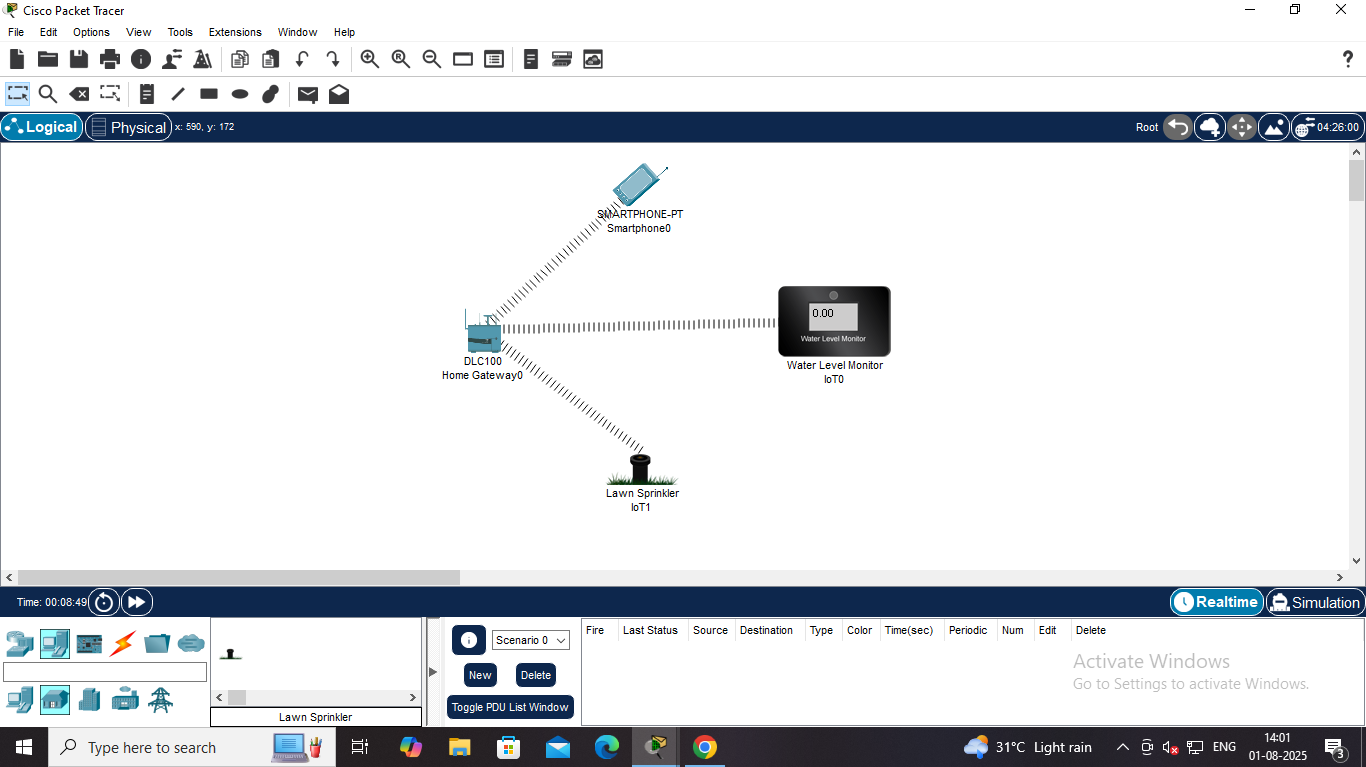 Cisco Packet Tracer
File Edit Options View Tools Extensions Window Help
Logical Physical x: 590, y: 172 Root 04:26:00
SMARTPHONE-PT
Smartphone0
0.00
Water Level Monitor
DLC100
Home Gateway0
Water Level Monitor
IoT0
Lawn Sprinkler
IoT1
Time: 00:08:49 Realtime Simulation
Scenario 0
New Delete
Toggle PDU List Window
Fire Last Status Source Destination Type Color Time(sec) Periodic Num Edit Delete
Lawn Sprinkler
Activate Windows
Go to Settings to activate Windows.
Type here to search
31°C Light rain
ENG
14:01
01-08-2025
3